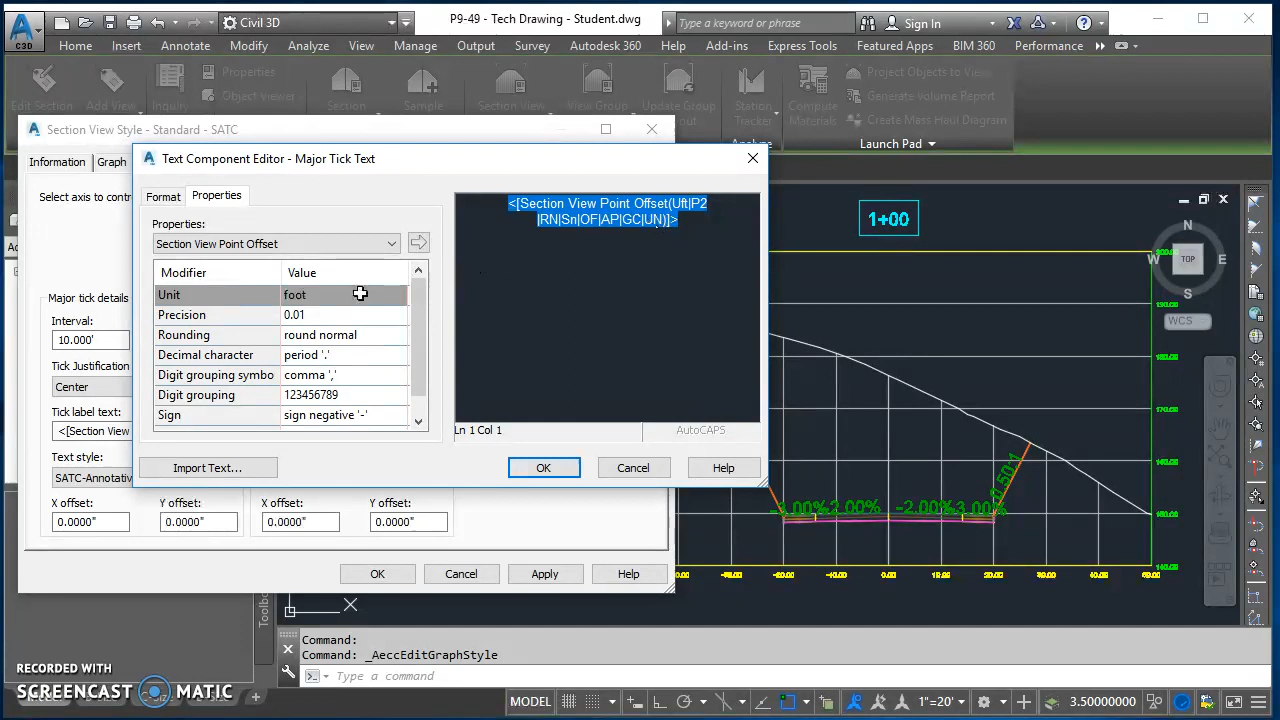 Civil 3D
P9-49 - Tech Drawing - Student.dwg
Type a keyword or phrase
Sign In
C3D
Home Insert Annotate Modify Analyze View Manage Output Survey Autodesk 360 Help Add-ins Express Tools Featured Apps BIM 360 Performance
Properties
Object Viewer
Edit Section
Add View
Inquiry
Section
Sample
Section View
View Group
Update Group
Station
Tracker
Compute
Materials
Project Objects to View
Generate Volume Report
Create Mass Haul Diagram
Launch Pad
Section View Style - Standard - SATC
Information Graph
Select axis to control
Major tick details
Interval:
10.000'
Tick Justification
Center
Tick label text:
<[Section View
Text style:
SATC-Annotativ
X offset: Y offset: X offset: Y offset:
0.0000" 0.0000" 0.0000" 0.0000"
OK Cancel Apply Help
Text Component Editor - Major Tick Text
Format Properties
Properties:
Section View Point Offset
Modifier Value
Unit foot
Precision 0.01
Rounding round normal
Decimal character period '.'
Digit grouping symbo comma ','
Digit grouping 123456789
Sign sign negative '-'
<[Section View Point Offset(Uft|P2
|RN|Sn|OF|AP|GC|UN)]>
Ln 1 Col 1
AutoCAPS
Import Text...
OK Cancel Help
1+00
N
W TOP E
S
WCS
-2.00%
-2.00%
0.00
Command:
Command: _AeccEditGraphStyle
Type a command
RECORDED WITH
SCREENCAST MATIC
MODEL
1"=20'
3.50000000